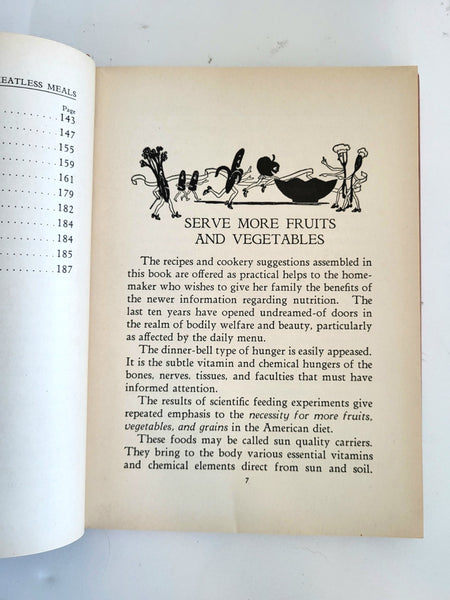 EATLESS MEALS
Page
143
147
155
159
161
179
182
184
184
185
187
SERVE MORE FRUITS
AND VEGETABLES
The recipes and cookery suggestions assembled in
this book are offered as practical helps to the home-
maker who wishes to give her family the benefits of
the newer information regarding nutrition. The
last ten years have opened undreamed-of doors in
the realm of bodily welfare and beauty, particularly
as affected by the daily menu.
The dinner-bell type of hunger is easily appeased.
It is the subtle vitamin and chemical hungers of the
bones, nerves, tissues, and faculties that must have
informed attention.
The results of scientific feeding experiments give
repeated emphasis to the necessity for more fruits,
vegetables, and grains in the American diet.
These foods may be called sun quality carriers.
They bring to the body various essential vitamins
and chemical elements direct from sun and soil.
7